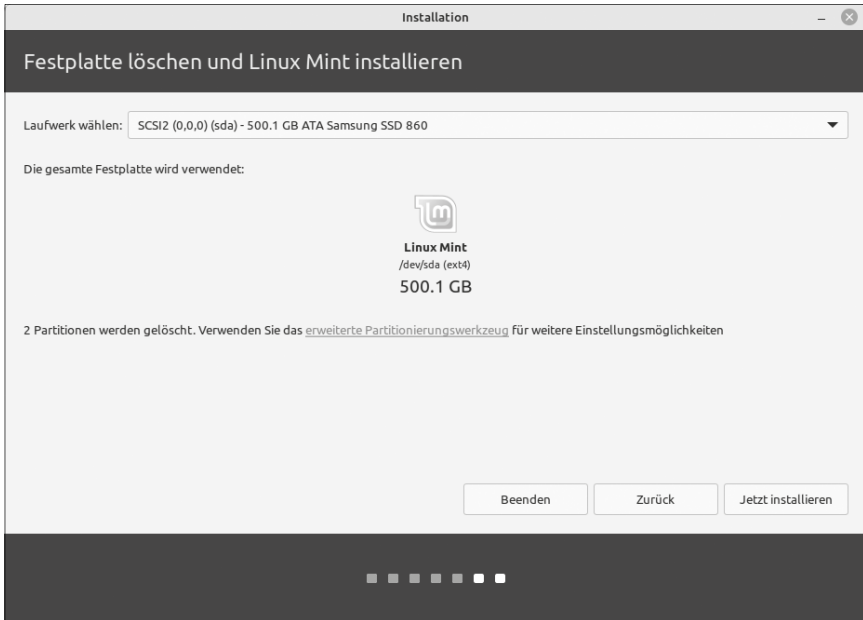 Installation
Festplatte löschen und Linux Mint installieren
Laufwerk wählen: SCSI2 (0,0,0) (sda) - 500.1 GB ATA Samsung SSD 860
Die gesamte Festplatte wird verwendet:
Linux Mint
/dev/sda (ext4)
500.1 GB
2 Partitionen werden gelöscht. Verwenden Sie das erweiterte Partitionierungswerkzeug für weitere Einstellungsmöglichkeiten
Beenden Zurück Jetzt installieren